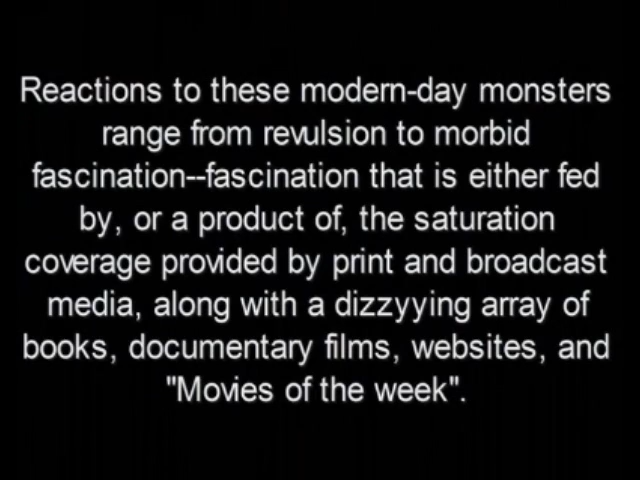 Reactions to these modern-day monsters
range from revulsion to morbid
fascination--fascination that is either fed
by, or a product of, the saturation
coverage provided by print and broadcast
media, along with a dizzyying array of
books, documentary films, websites, and
"Movies of the week".